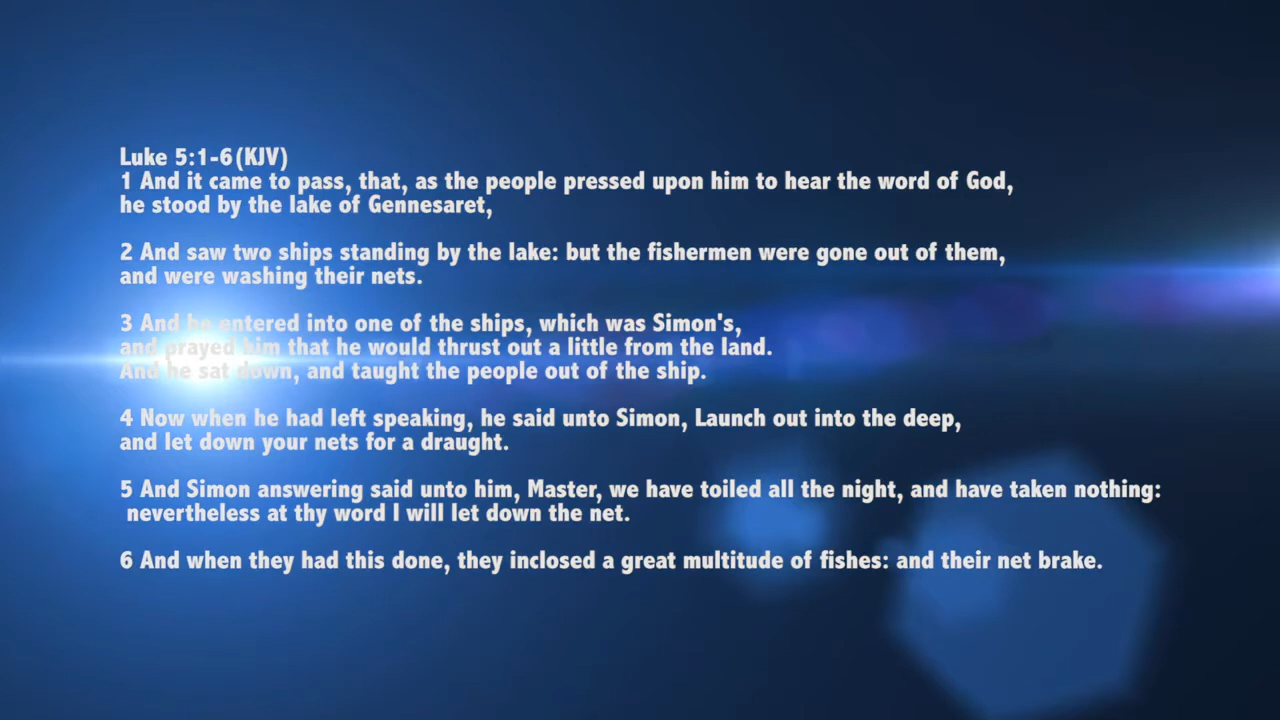 Luke 5:1-6(KJV)
1 And it came to pass, that, as the people pressed upon him to hear the word of God,
he stood by the lake of Gennesaret,
2 And saw two ships standing by the lake: but the fishermen were gone out of them,
and were washing their nets.
3 And he entered into one of the ships, which was Simon's,
and prayed him that he would thrust out a little from the land.
And he sat down, and taught the people out of the ship.
4 Now when he had left speaking, he said unto Simon, Launch out into the deep,
and let down your nets for a draught.
5 And Simon answering said unto him, Master, we have toiled all the night, and have taken nothing:
nevertheless at thy word I will let down the net.
6 And when they had this done, they inclosed a great multitude of fishes: and their net brake.